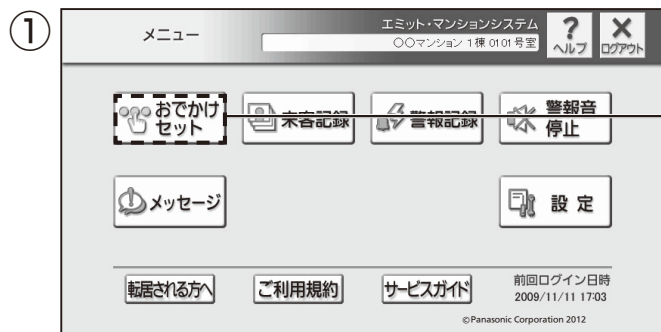 ①
メニュー
エミット・マンションシステム
○○マンション 1棟 0101号室
?
ヘルプ
×
ログアウト
おでかけ
セット
来客記録
警報記録
警報音
停止
メッセージ
設定
転居される方へ
ご利用規約
サービスガイド
前回ログイン日時
2009/11/11 17:03
©Panasonic Corporation 2012